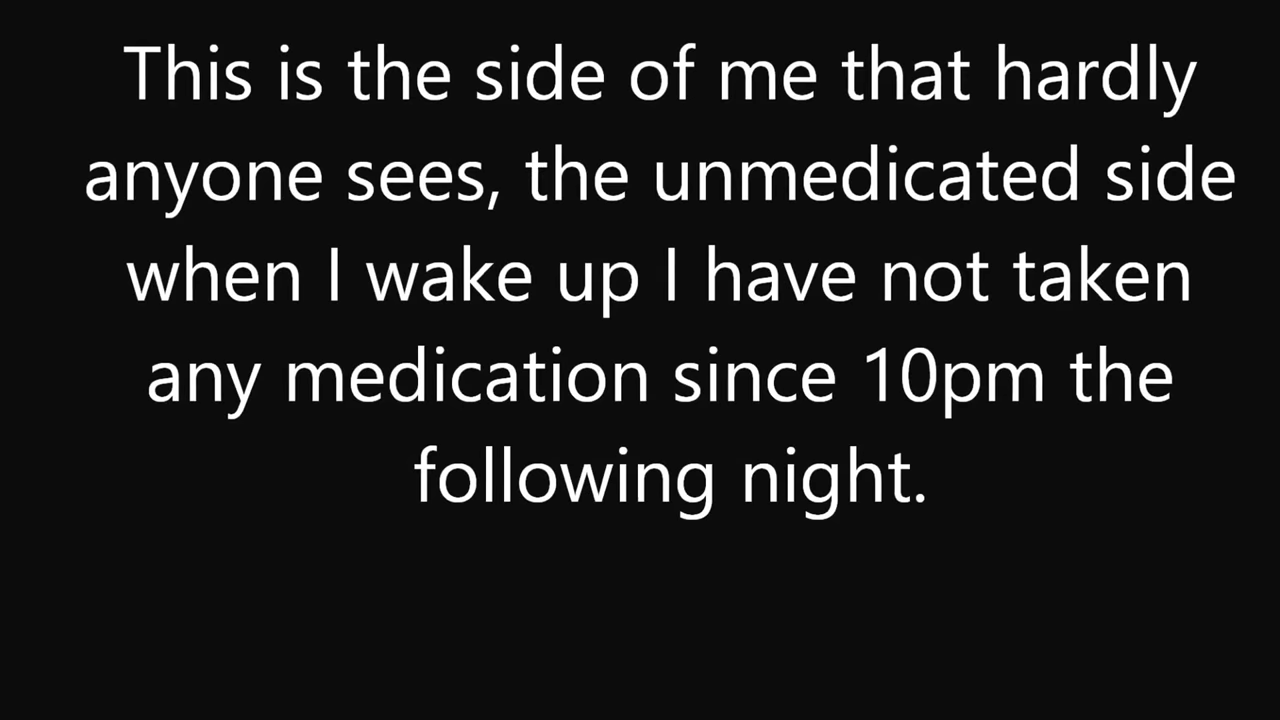 This is the side of me that hardly
anyone sees, the unmedicated side
when I wake up I have not taken
any medication since 10pm the
following night.